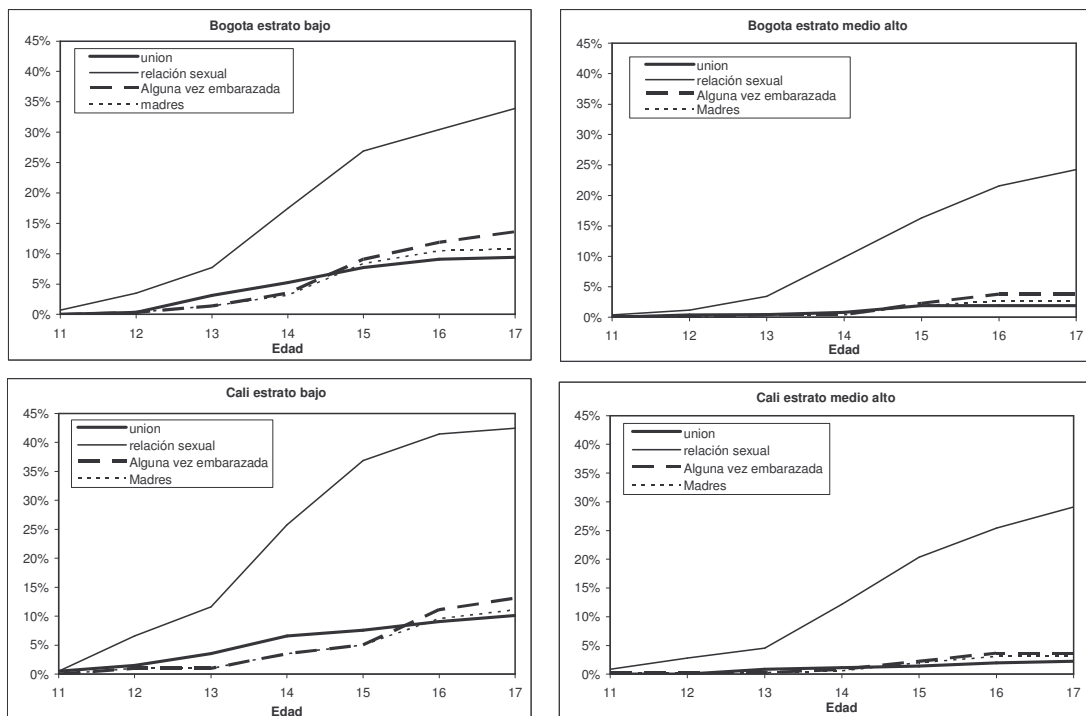 Bogota estrato bajo
45%
40%
35%
30%
25%
20%
15%
10%
5%
0%
union
relación sexual
Alguna vez embarazada
madres
11 12 13 14 15 16 17
Edad
Bogota estrato medio alto
45%
40%
35%
30%
25%
20%
15%
10%
5%
0%
union
relación sexual
Alguna vez embarazada
Madres
11 12 13 14 15 16 17
Edad
Cali estrato bajo
45%
40%
35%
30%
25%
20%
15%
10%
5%
0%
union
relación sexual
Alguna vez embarazada
Madres
11 12 13 14 15 16 17
Edad
Cali estrato medio alto
45%
40%
35%
30%
25%
20%
15%
10%
5%
0%
union
relación sexual
Alguna vez embarazada
Madres
11 12 13 14 15 16 17
Edad